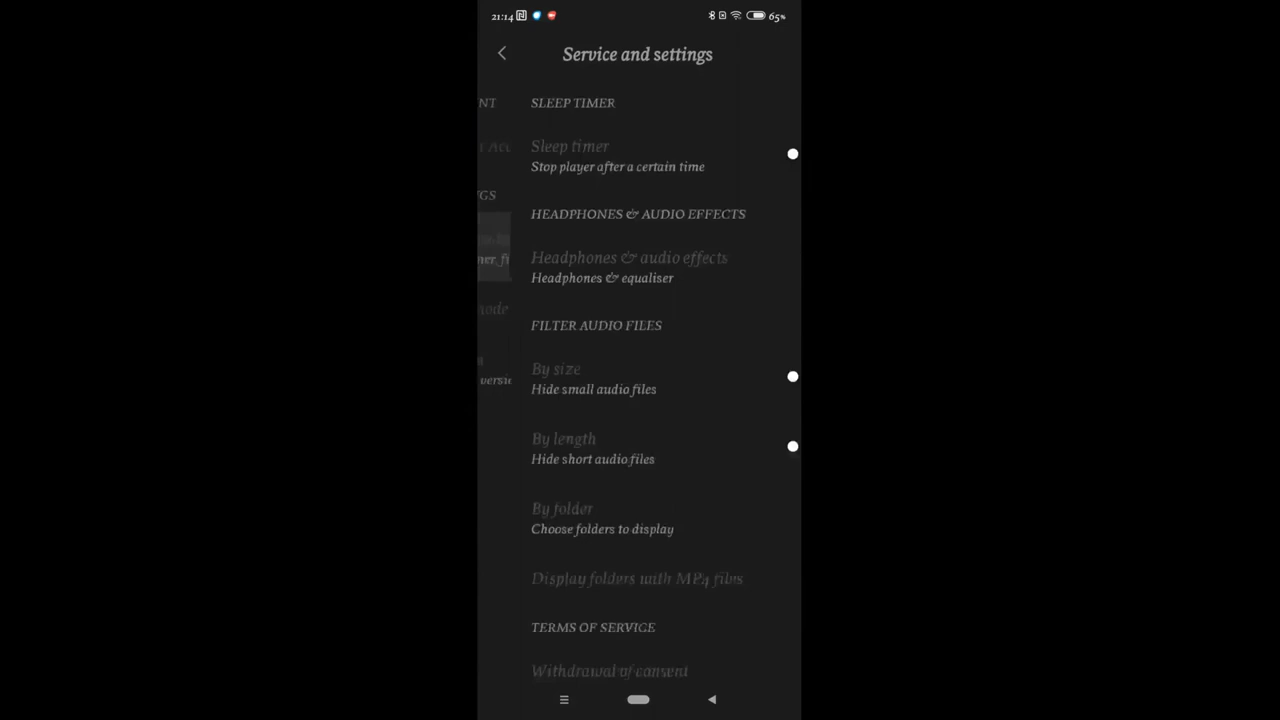 21:14 65%
Service and settings
NT
SLEEP TIMER
Sleep timer
Stop player after a certain time
GS
HEADPHONES & AUDIO EFFECTS
Headphones & audio effects
Headphones & equaliser
FILTER AUDIO FILES
By size
Hide small audio files
By length
Hide short audio files
By folder
Choose folders to display
Display folders with MP4 files
TERMS OF SERVICE
Withdrawal of consent